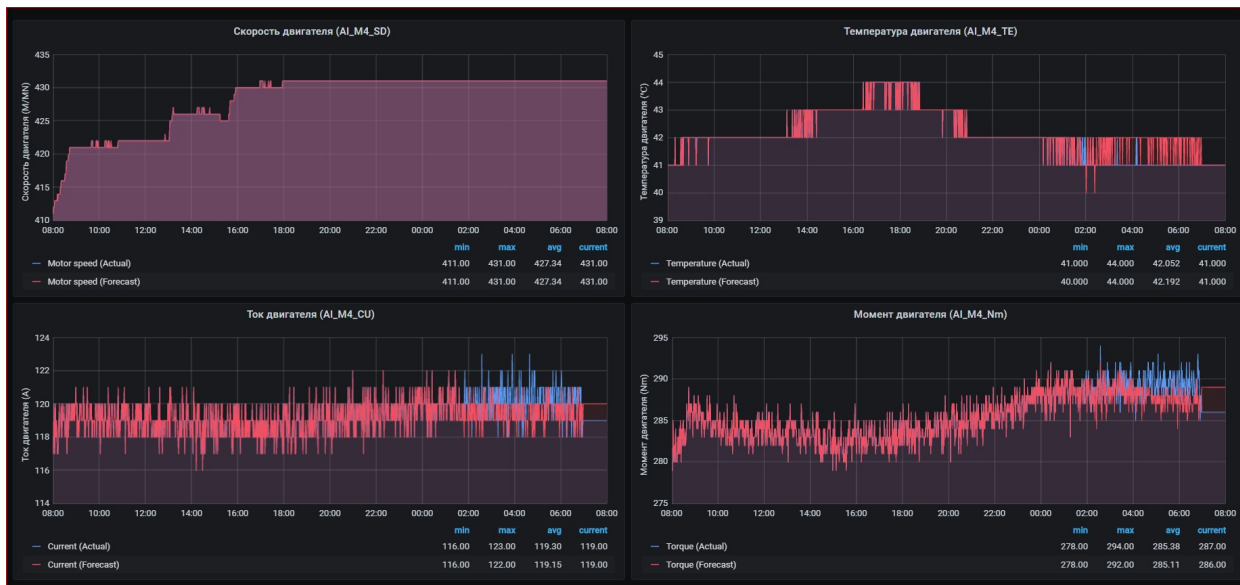 Скорость двигателя (AI_M4_SD)
435
430
425
420
415
410
Скорость двигателя (M/MN)
08:00 10:00 12:00 14:00 16:00 18:00 20:00 22:00 00:00 02:00 04:00 06:00 08:00
min max avg current
Motor speed (Actual) 411.00 431.00 427.34 431.00
Motor speed (Forecast) 411.00 431.00 427.34 431.00
Температура двигателя (AI_M4_TE)
45
44
43
42
41
40
39
Температура двигателя (°C)
08:00 10:00 12:00 14:00 16:00 18:00 20:00 22:00 00:00 02:00 04:00 06:00 08:00
min max avg current
Temperature (Actual) 41.000 44.000 42.052 41.000
Temperature (Forecast) 40.000 44.000 42.192 41.000
Ток двигателя (AI_M4_CU)
124
122
120
118
116
114
Ток двигателя (A)
08:00 10:00 12:00 14:00 16:00 18:00 20:00 22:00 00:00 02:00 04:00 06:00 08:00
min max avg current
Current (Actual) 116.00 123.00 119.30 119.00
Current (Forecast) 116.00 122.00 119.15 119.00
Момент двигателя (AI_M4_Nm)
295
290
285
280
275
Момент двигателя (Nm)
08:00 10:00 12:00 14:00 16:00 18:00 20:00 22:00 00:00 02:00 04:00 06:00 08:00
min max avg current
Torque (Actual) 278.00 294.00 285.38 287.00
Torque (Forecast) 278.00 292.00 285.11 286.00